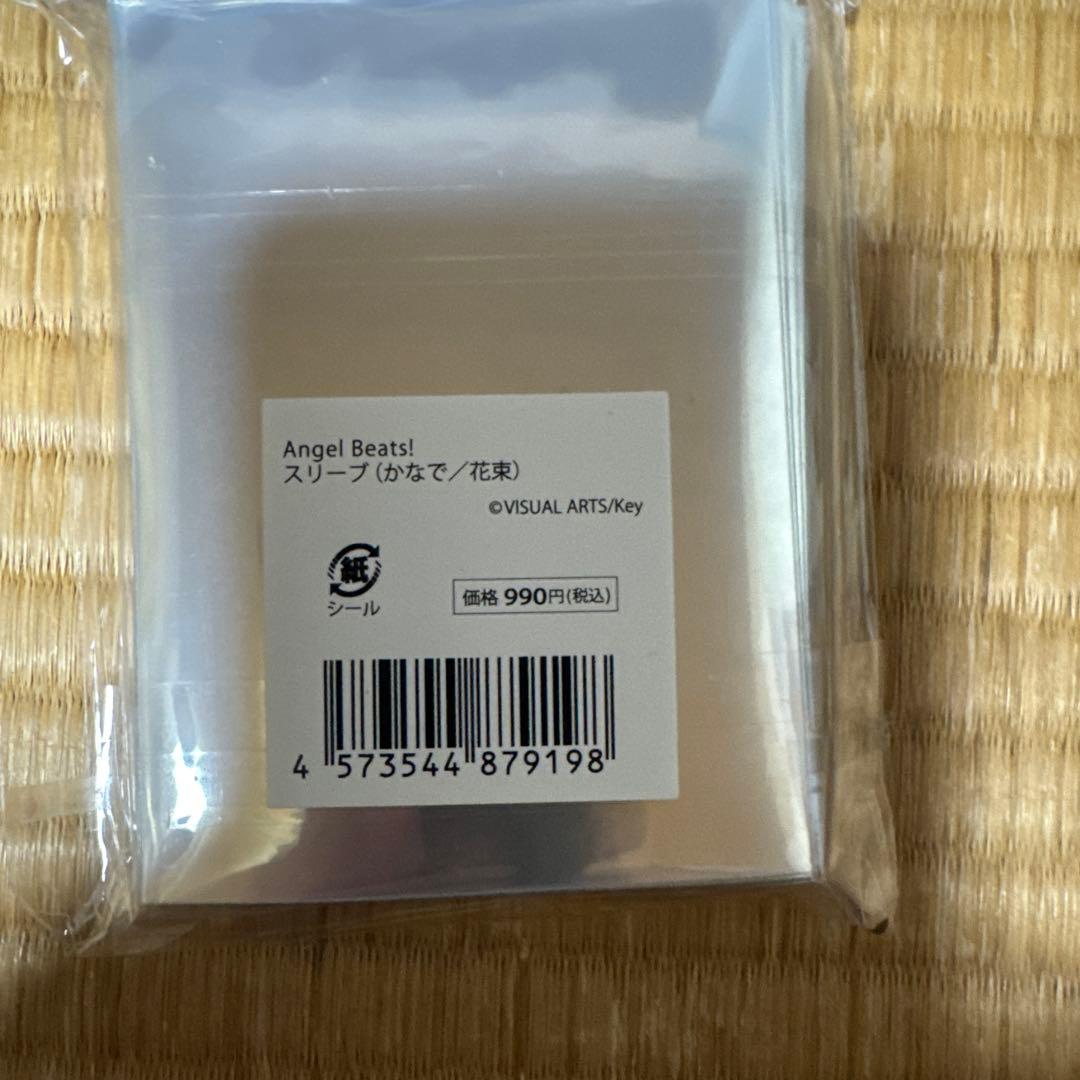 Angel Beats!
スリーブ（かなで／花束）
©VISUAL ARTS/Key
紙
シール
価格 990円(税込)
4 573544 879198